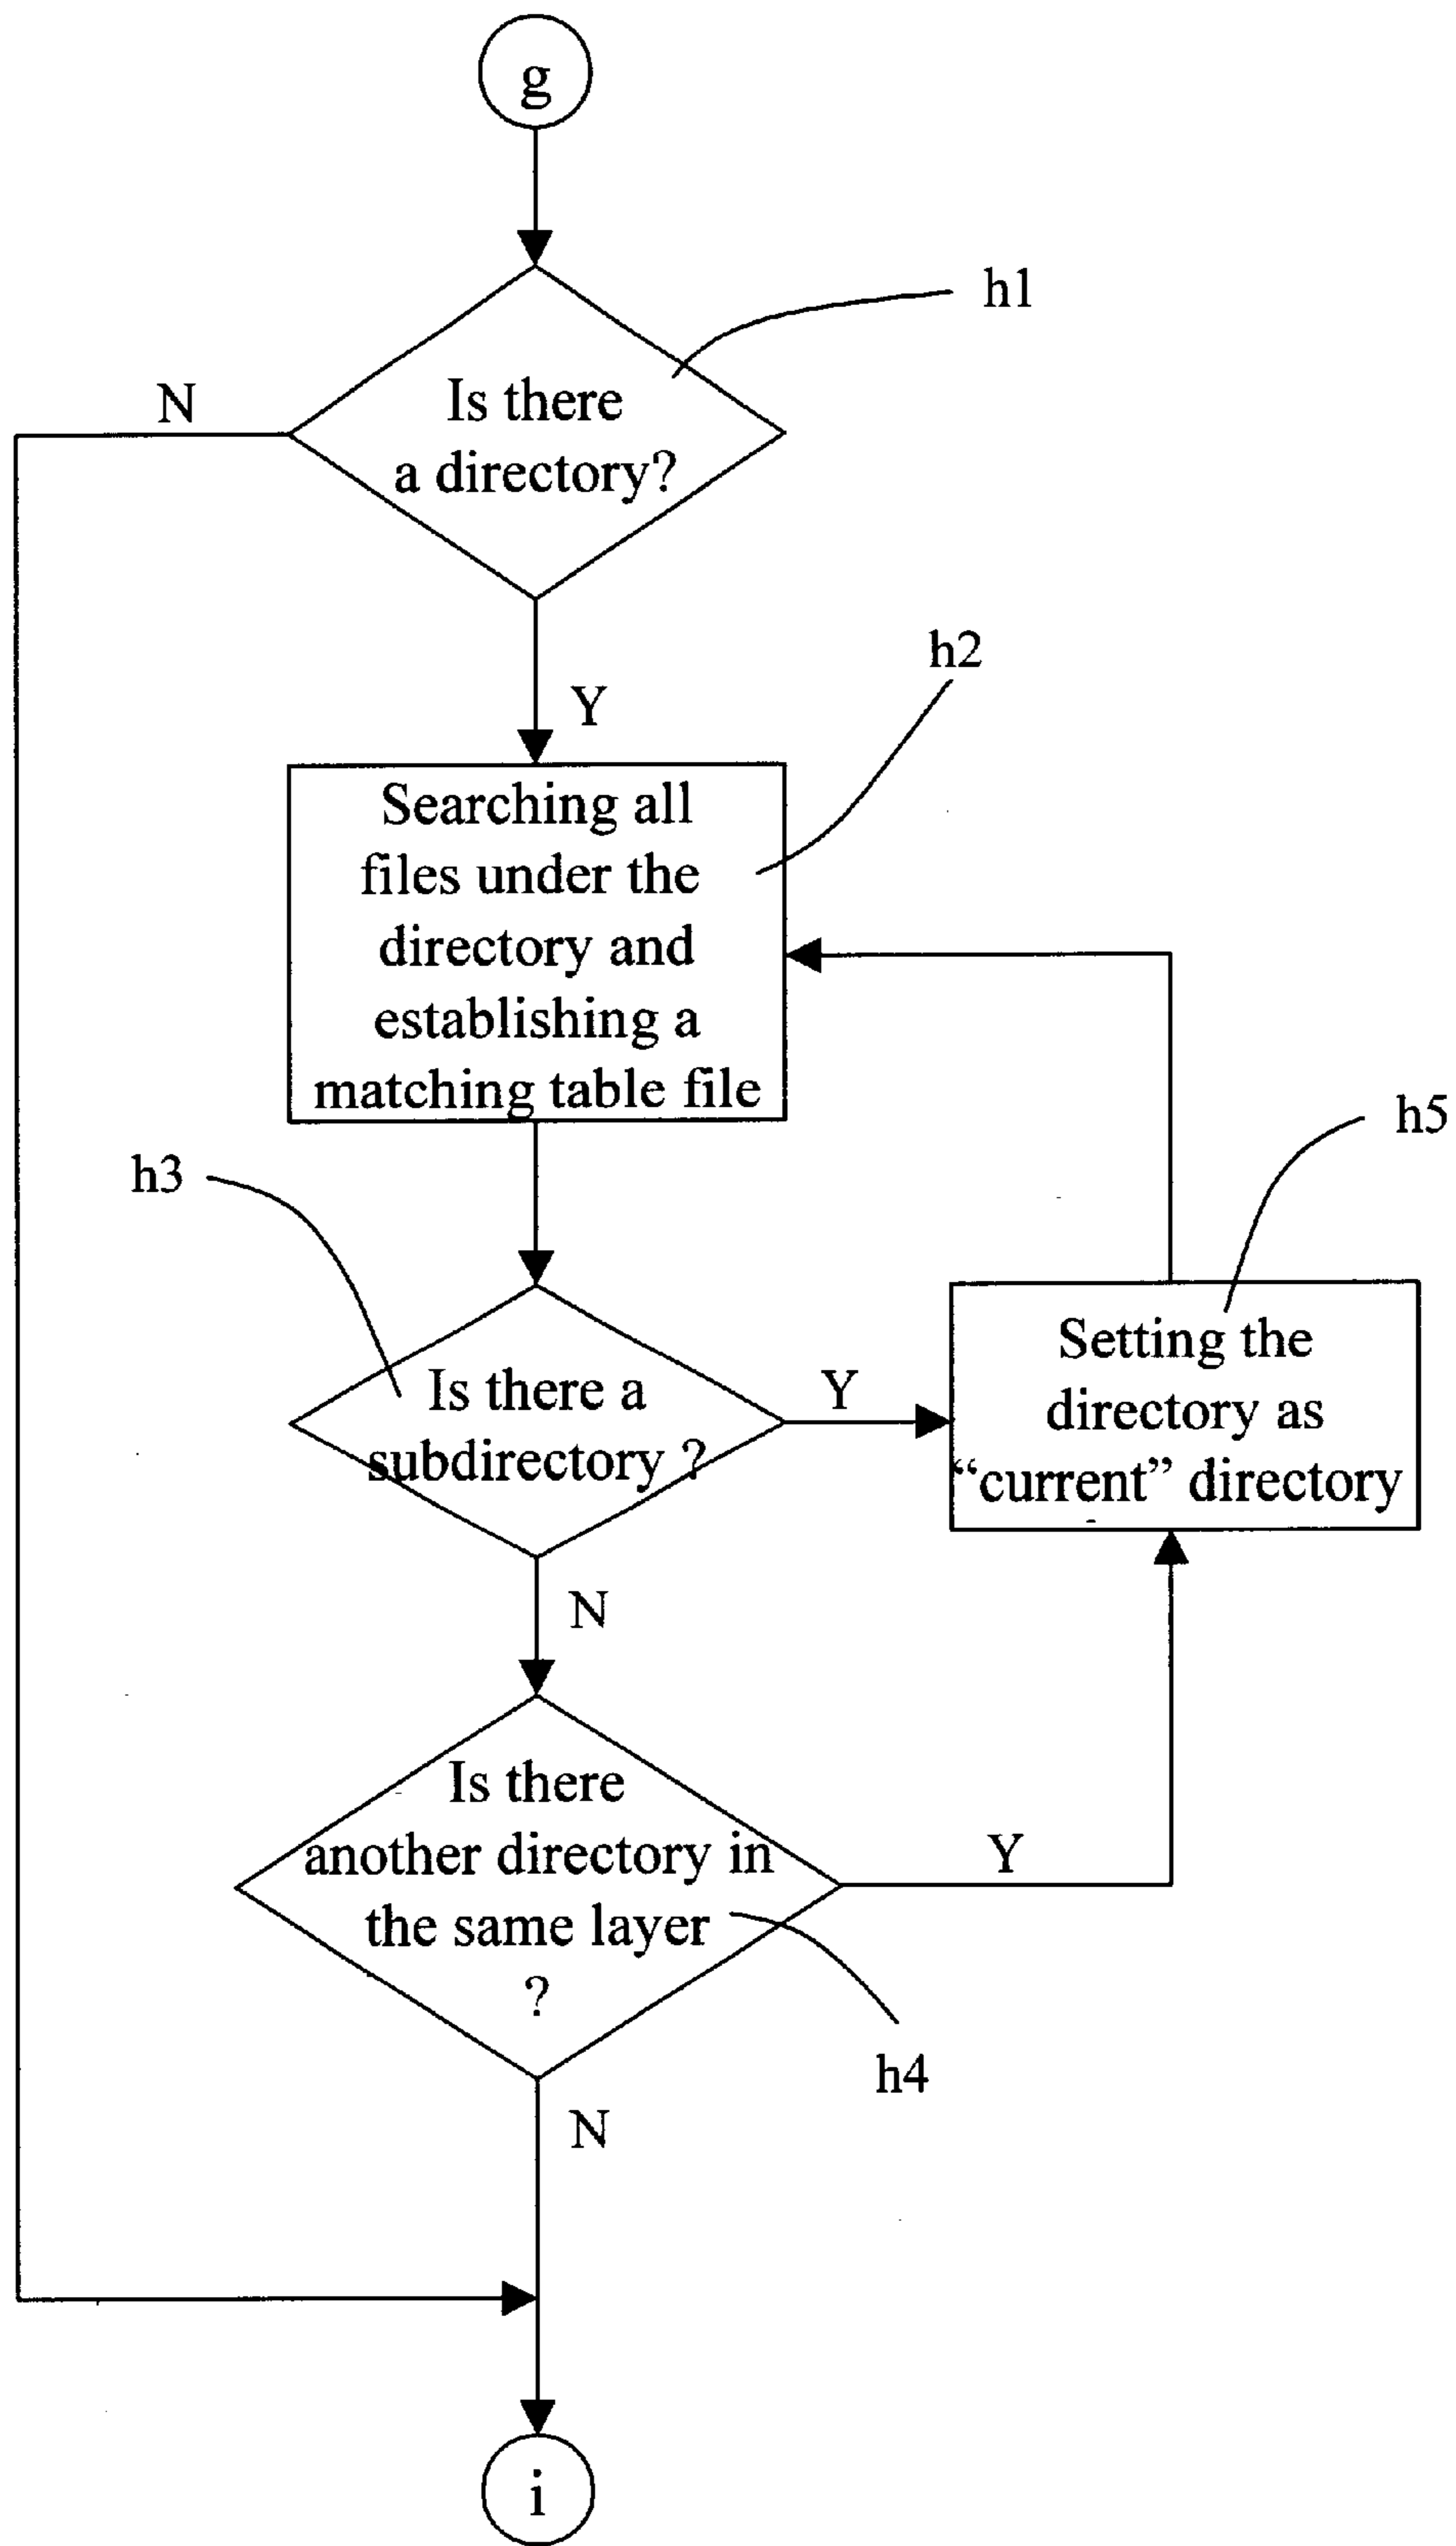 g
h1
Is there
a directory?
N
Y
h2
Searching all
files under the
directory and
establishing a
matching table file
h3
h5
Is there a
subdirectory ?
Y
Setting the
directory as
“current” directory
N
Is there
another directory in
the same layer
?
Y
h4
N
i